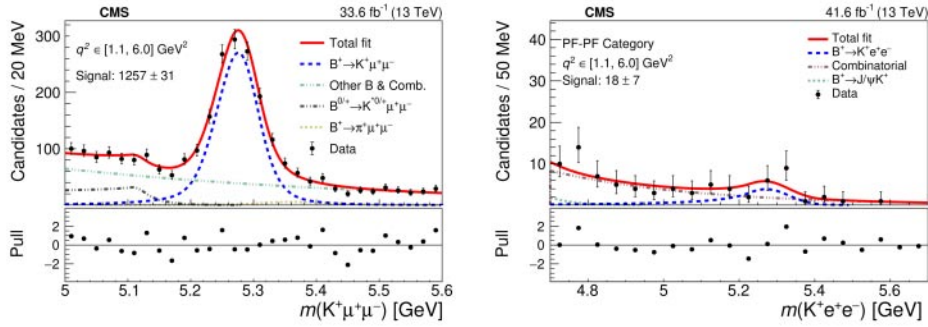 CMS 33.6 fb⁻¹ (13 TeV)
Candidates / 20 MeV
300
200
100
q² ∈ [1.1, 6.0] GeV²
Signal: 1257 ± 31
Total fit
B⁺→K⁺μ⁺μ⁻
Other B & Comb.
B⁰ᐟ⁺→K*⁰ᐟ⁺μ⁺μ⁻
B⁺→π⁺μ⁺μ⁻
Data
Pull
2
0
−2
5 5.1 5.2 5.3 5.4 5.5 5.6
m(K⁺μ⁺μ⁻) [GeV]
CMS 41.6 fb⁻¹ (13 TeV)
Candidates / 50 MeV
40
30
20
10
PF-PF Category
q² ∈ [1.1, 6.0] GeV²
Signal: 18 ± 7
Total fit
B⁺→K⁺e⁺e⁻
Combinatorial
B⁺→J/ψK⁺
Data
Pull
2
0
−2
4.8 5 5.2 5.4 5.6
m(K⁺e⁺e⁻) [GeV]